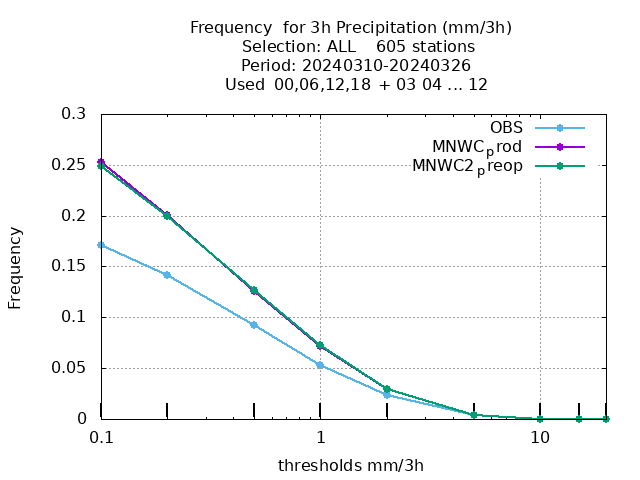 Frequency  for 3h Precipitation (mm/3h)
Selection: ALL    605 stations
Period: 20240310-20240326
Used  00,06,12,18 + 03 04 ... 12
OBS
MNWC_prod
MNWC2_preop
0.3
0.25
0.2
0.15
0.1
0.05
0
Frequency
0.1
1
10
thresholds mm/3h